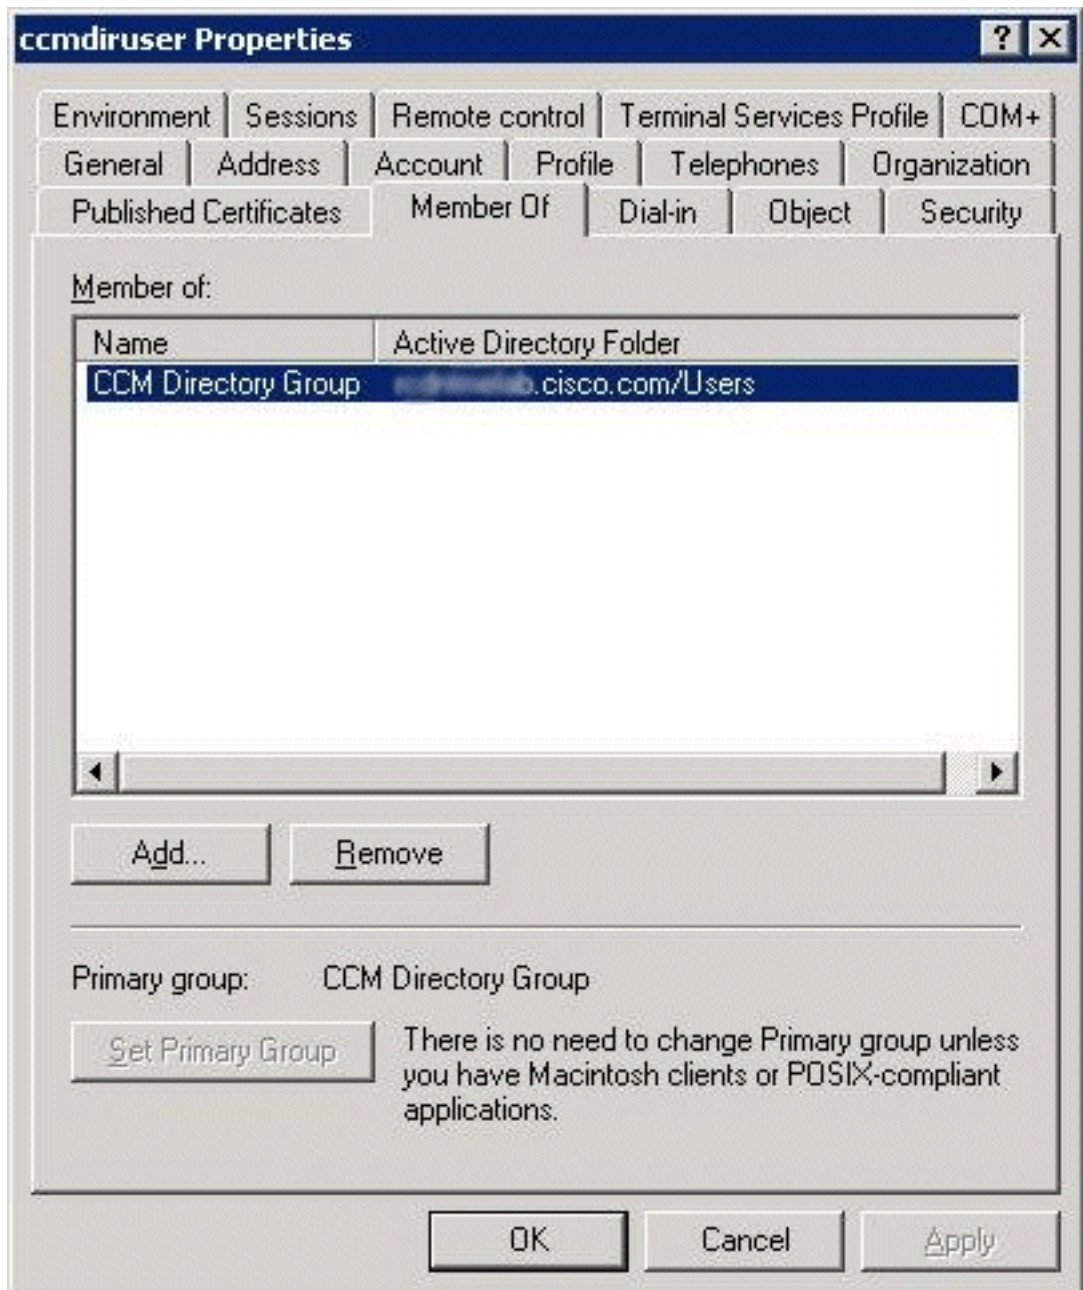 ccmdiruser Properties
Environment Sessions Remote control Terminal Services Profile COM+
General Address Account Profile Telephones Organization
Published Certificates Member Of Dial-in Object Security
Member of:
Name Active Directory Folder
CCM Directory Group .cisco.com/Users
Add... Remove
Primary group: CCM Directory Group
Set Primary Group
There is no need to change Primary group unless
you have Macintosh clients or POSIX-compliant
applications.
OK Cancel Apply